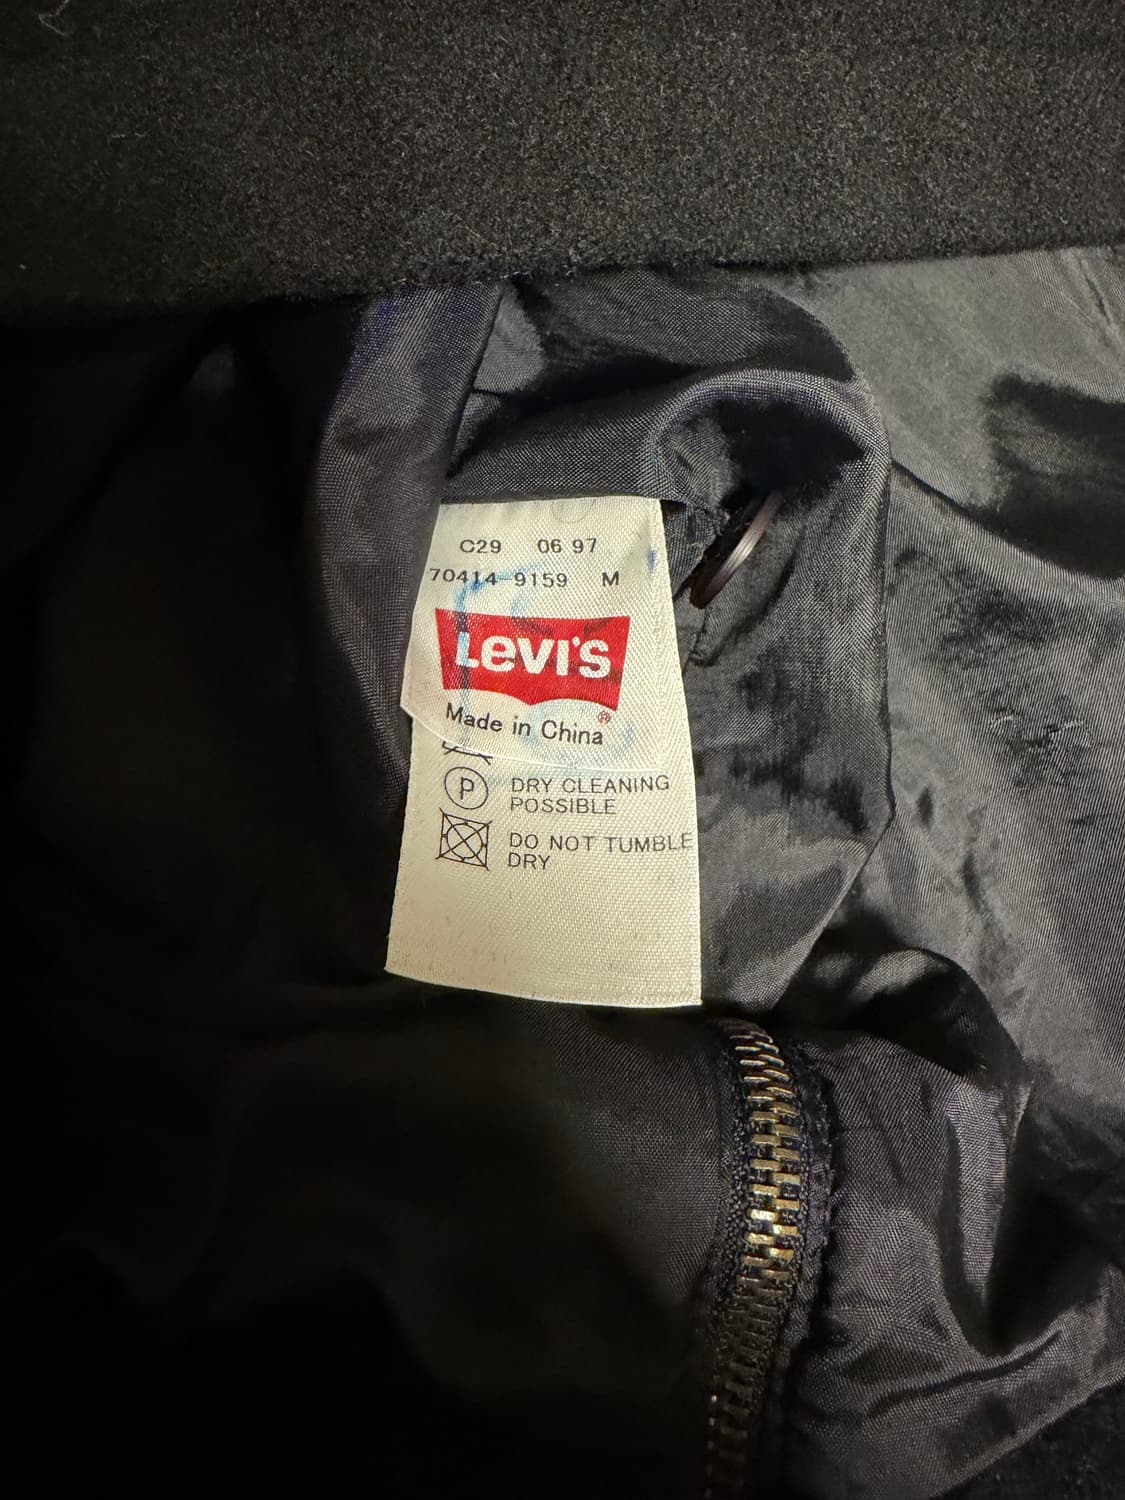 C29 06 97
70414-9159 M
Levi's
®
Made in China
P
DRY CLEANING
POSSIBLE
DO NOT TUMBLE
DRY